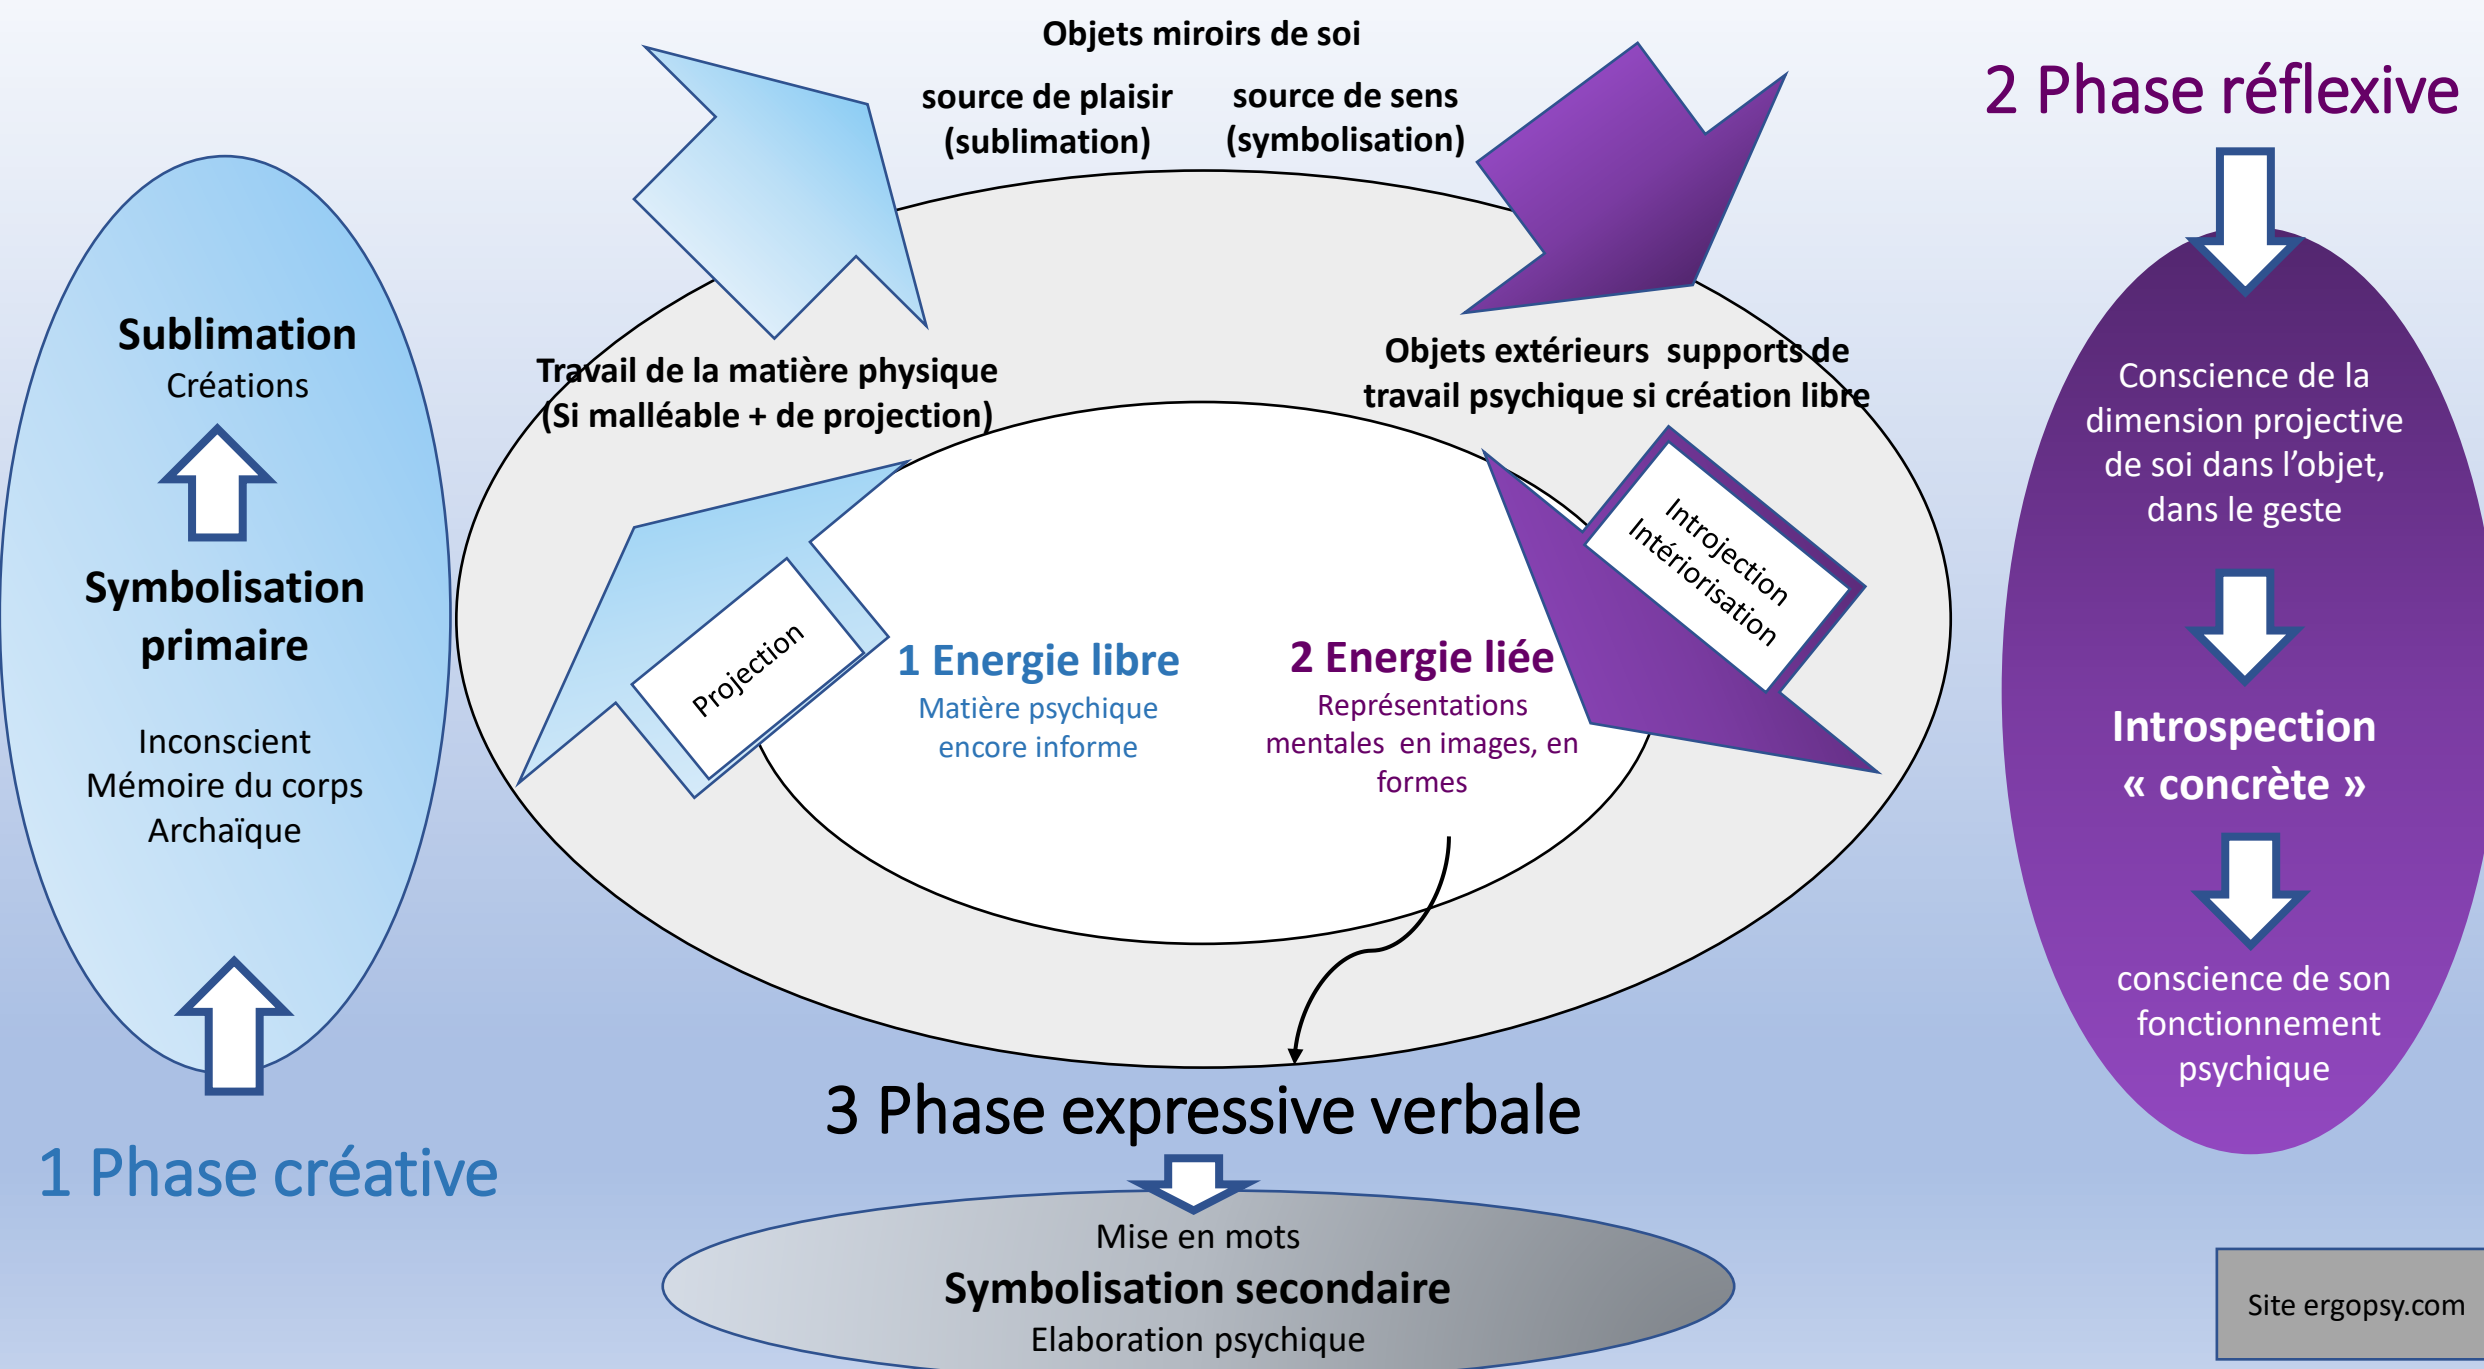 Objets miroirs de soi
source de plaisir
(sublimation)
source de sens
(symbolisation)
2 Phase réflexive
Sublimation
Créations
Symbolisation
primaire
Inconscient
Mémoire du corps
Archaïque
1 Phase créative
Travail de la matière physique
(Si malléable + de projection)
Objets extérieurs  supports de
travail psychique si création libre
Projection
Introjection
Intériorisation
1 Energie libre
Matière psychique
encore informe
2 Energie liée
Représentations
mentales  en images, en
formes
Conscience de la
dimension projective
de soi dans l’objet,
dans le geste
Introspection
« concrète »
conscience de son
fonctionnement
psychique
3 Phase expressive verbale
Mise en mots
Symbolisation secondaire
Elaboration psychique
Site ergopsy.com